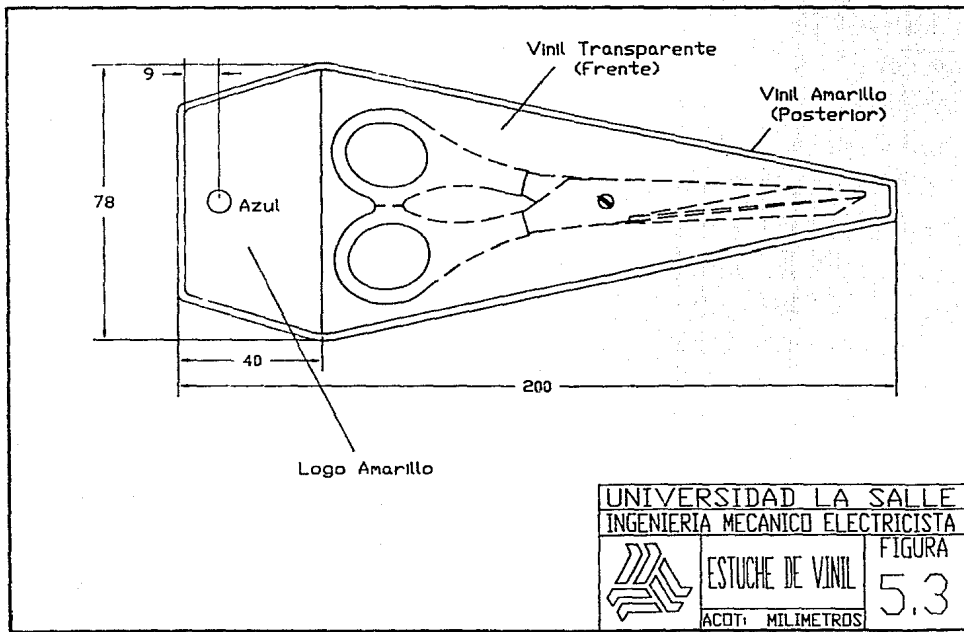 Vinil Transparente
(Frente)
Vinil Amarillo
(Posterior)
9
78
Azul
40
200
Logo Amarillo
UNIVERSIDAD LA SALLE
INGENIERIA MECANICO ELECTRICISTA
ESTUCHE DE VINIL
ACOT: MILIMETROS
FIGURA
5.3